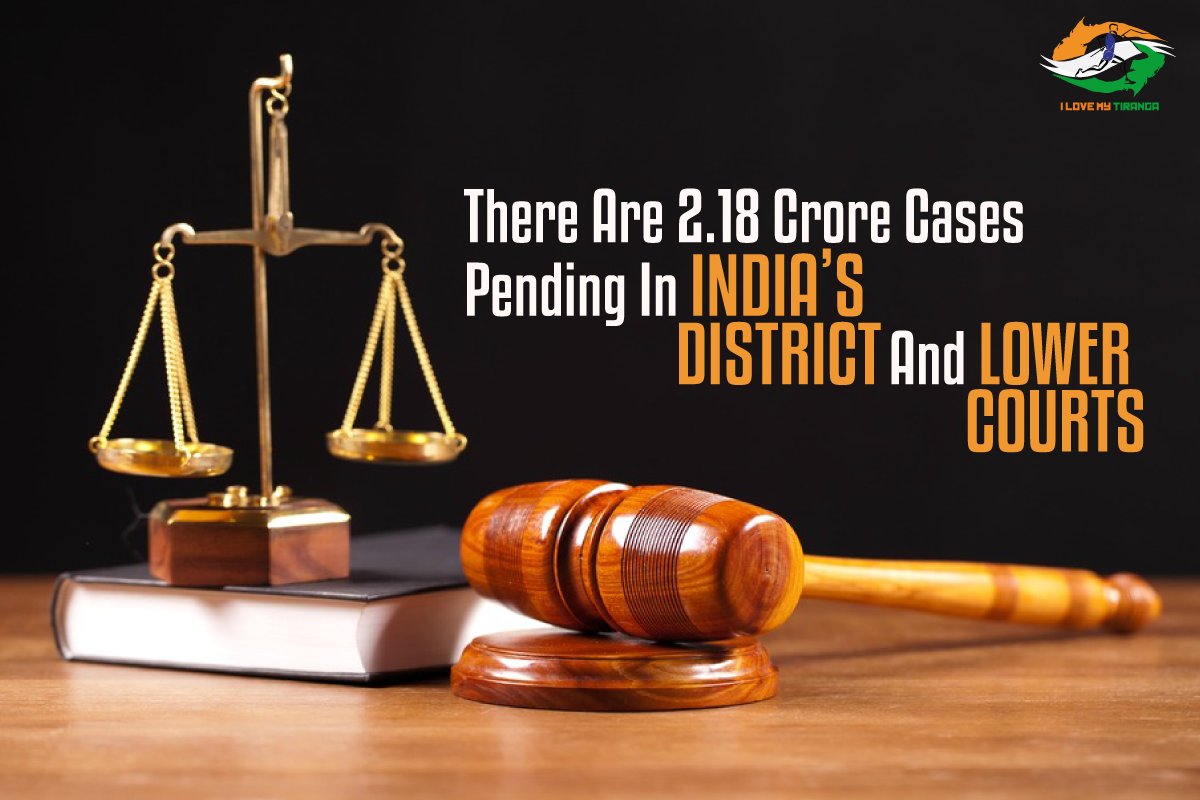 I LOVE MY TIRANGA
There Are 2.18 Crore Cases
Pending In INDIA'S
DISTRICT And LOWER
COURTS